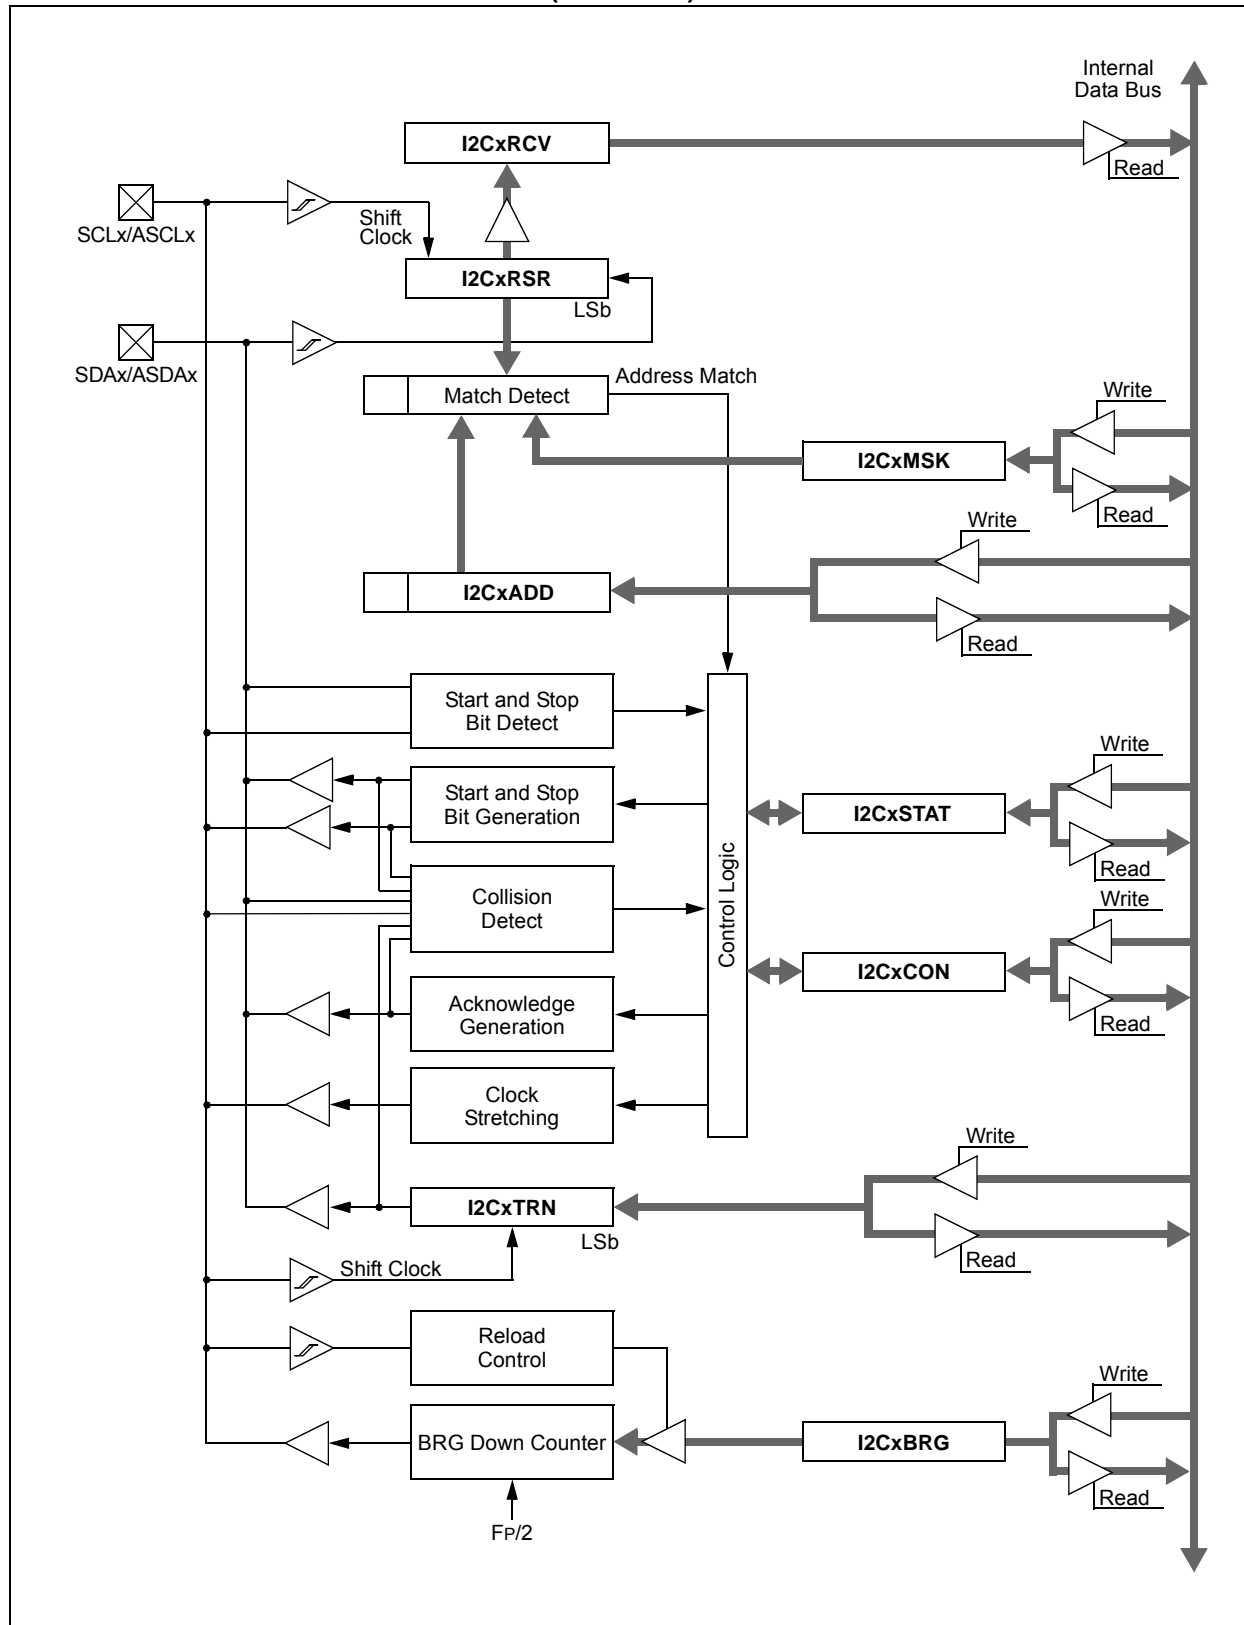 Internal
Data Bus
I2CxRCV
Read
SCLx/ASCLx
Shift
Clock
I2CxRSR
LSb
SDAx/ASDAx
Address Match
Match Detect
Write
I2CxMSK
Read
Write
I2CxADD
Read
Start and Stop
Bit Detect
Write
Start and Stop
Bit Generation
I2CxSTAT
Read
Control Logic
Collision
Detect
Write
I2CxCON
Acknowledge
Generation
Read
Clock
Stretching
Write
I2CxTRN
LSb
Read
Shift Clock
Reload
Control
Write
BRG Down Counter
I2CxBRG
Read
FP/2